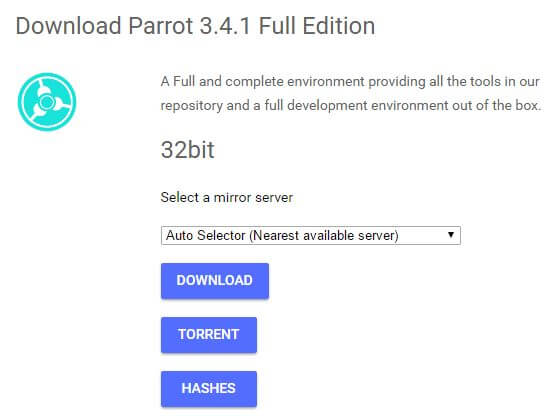 Download Parrot 3.4.1 Full Edition
A Full and complete environment providing all the tools in our
repository and a full development environment out of the box.
32bit
Select a mirror server
Auto Selector (Nearest available server)
DOWNLOAD
TORRENT
HASHES